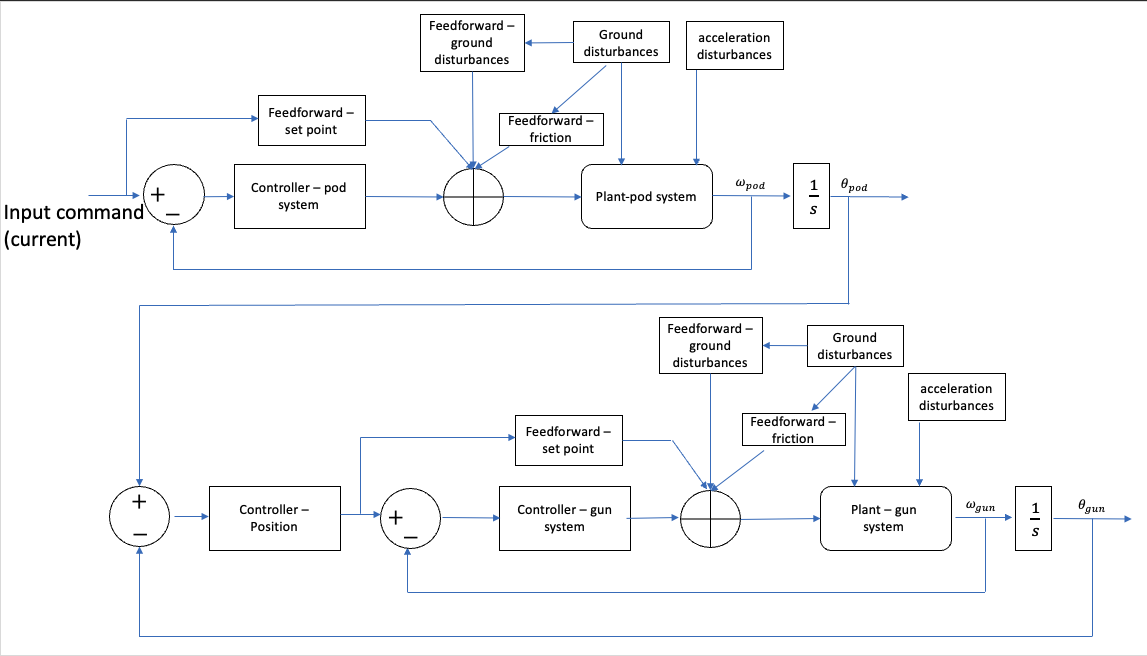 Feedforward –
ground
disturbances
Ground
disturbances
acceleration
disturbances
Feedforward –
set point
Feedforward –
friction
Input command
(current)
+
–
Controller – pod
system
Plant-pod system
ω_pod
1
s
θ_pod
Feedforward –
ground
disturbances
Ground
disturbances
acceleration
disturbances
Feedforward –
set point
Feedforward –
friction
+
–
Controller –
Position
+
–
Controller – gun
system
Plant – gun
system
ω_gun
1
s
θ_gun